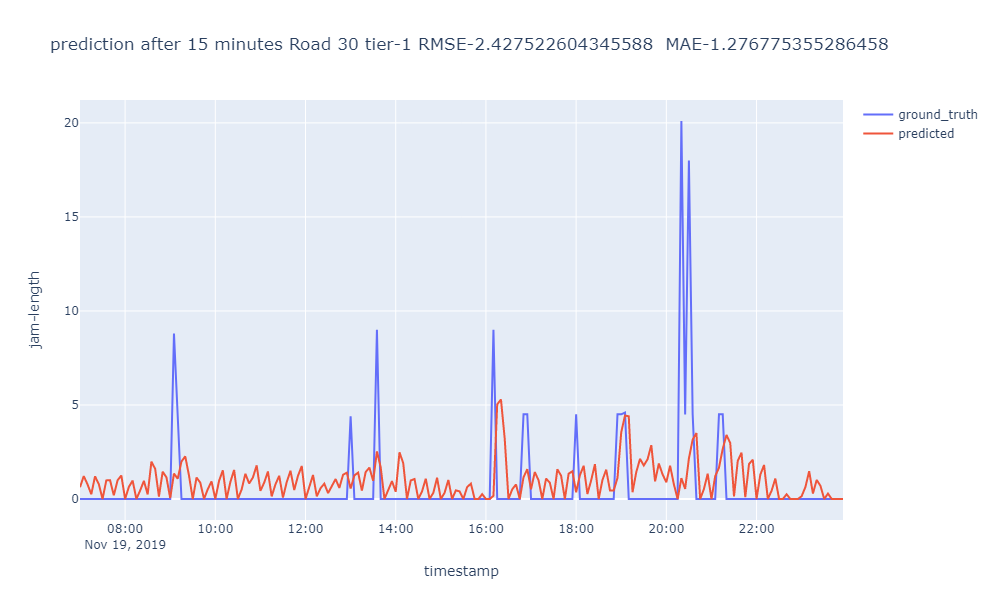 prediction after 15 minutes Road 30 tier-1 RMSE-2.427522604345588 MAE-1.276775355286458
ground_truth
predicted
20
15
10
5
0
jam-length
08:00 10:00 12:00 14:00 16:00 18:00 20:00 22:00
Nov 19, 2019
timestamp